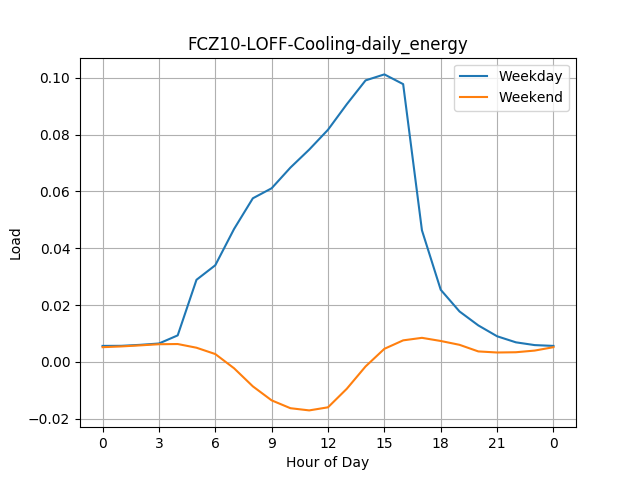 FCZ10-LOFF-Cooling-daily_energy
Weekday
Weekend
0.10
0.08
0.06
0.04
0.02
0.00
−0.02
Load
0 3 6 9 12 15 18 21 0
Hour of Day